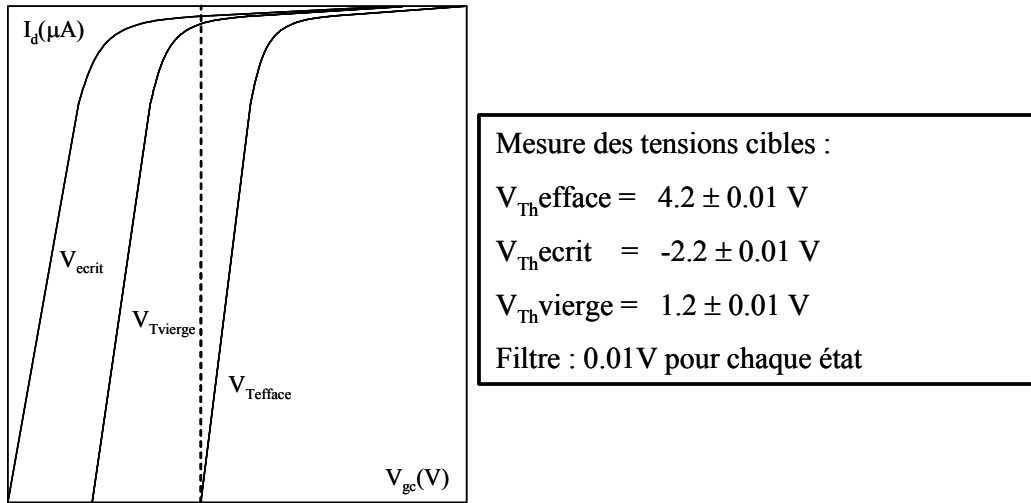 I_d(µA)
V_ecrit
V_Tvierge
V_Tefface
V_gc(V)
Mesure des tensions cibles :
V_Th efface = 4.2 ± 0.01 V
V_Th ecrit = -2.2 ± 0.01 V
V_Th vierge = 1.2 ± 0.01 V
Filtre : 0.01V pour chaque état